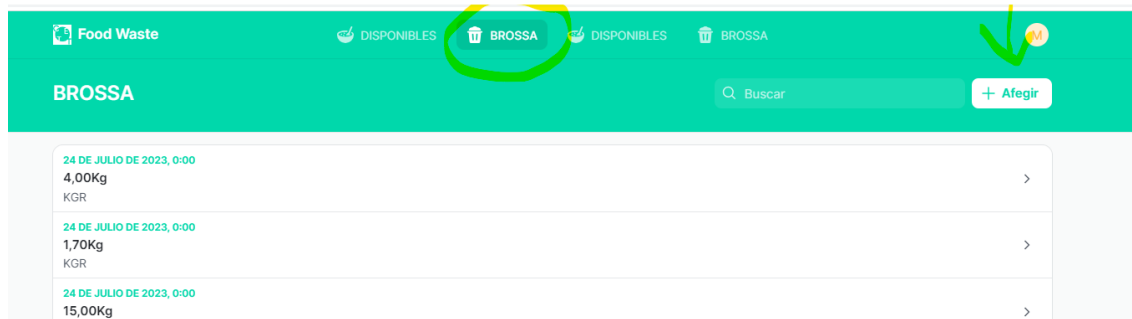 Food Waste
DISPONIBLES
BROSSA
DISPONIBLES
BROSSA
M
BROSSA
Buscar
+ Afegir
24 DE JULIO DE 2023, 0:00
4,00Kg
KGR
24 DE JULIO DE 2023, 0:00
1,70Kg
KGR
24 DE JULIO DE 2023, 0:00
15,00Kg